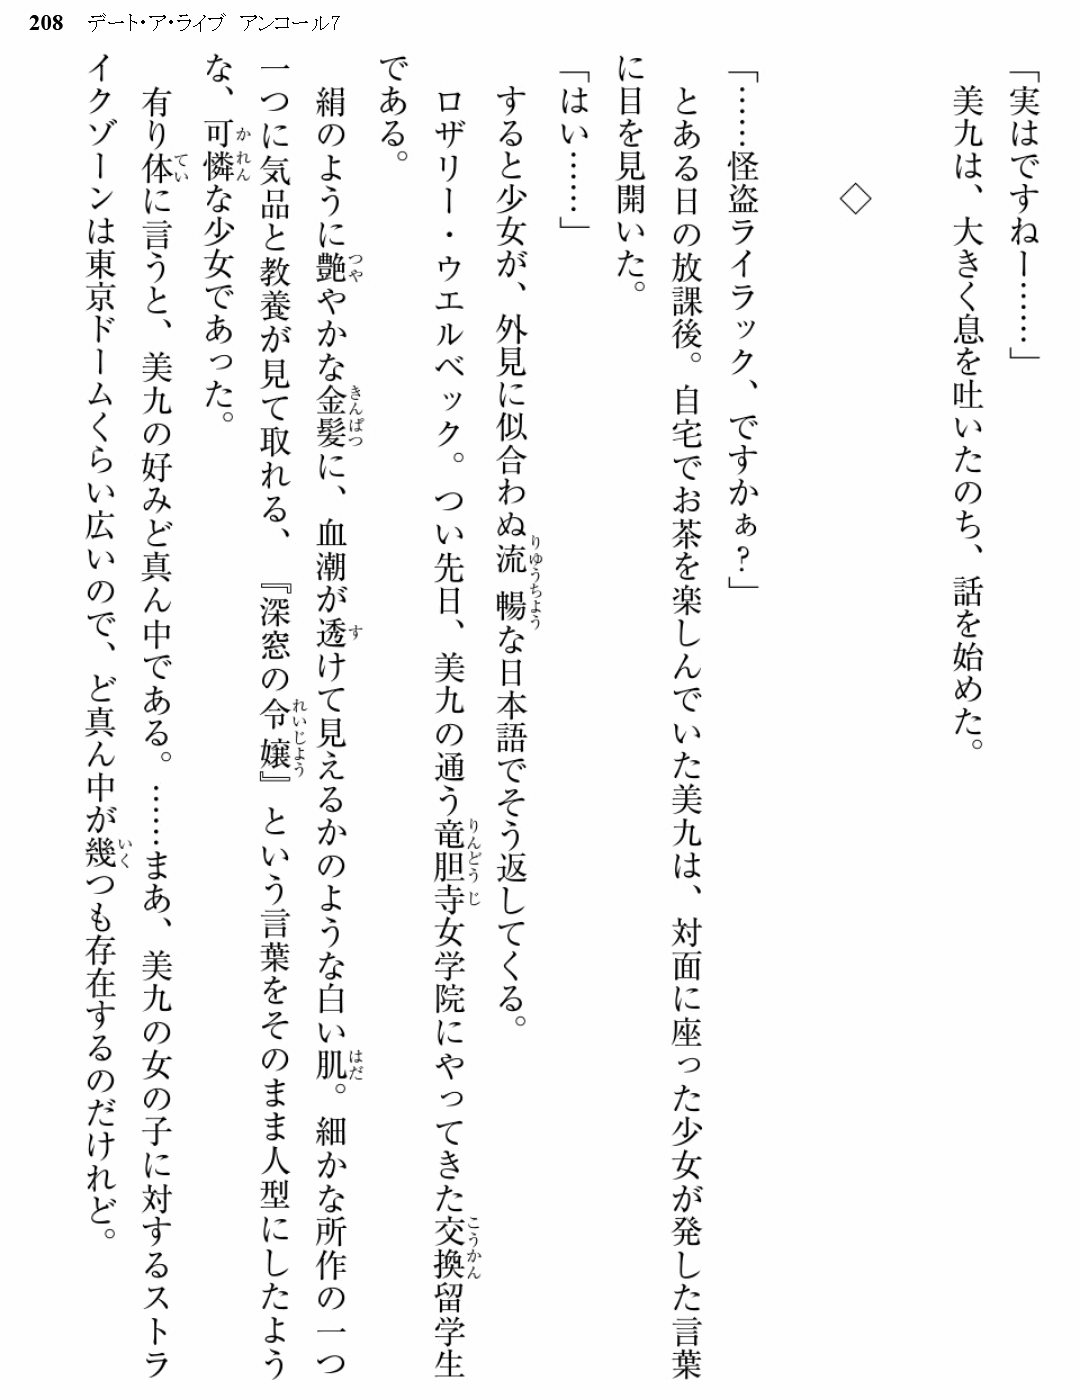 208 デート・ア・ライブ アンコール7
「実はですねー……」
美九は、大きく息を吐いたのち、話を始めた。
◇
「……怪盗ライラック、ですかぁ？」
とある日の放課後。自宅でお茶を楽しんでいた美九は、対面に座った少女が発した言葉
に目を見開いた。
「はい……」
すると少女が、外見に似合わぬ流暢な日本語でそう返してくる。
ロザリー・ウエルベック。つい先日、美九の通う竜胆寺女学院にやってきた交換留学生
である。
絹のように艶やかな金髪に、血潮が透けて見えるかのような白い肌。細かな所作の一つ
一つに気品と教養が見て取れる、『深窓の令嬢』という言葉をそのまま人型にしたよう
な、可憐な少女であった。
有り体に言うと、美九の好みど真ん中である。……まあ、美九の女の子に対するストラ
イクゾーンは東京ドームくらい広いので、ど真ん中が幾つも存在するのだけれど。